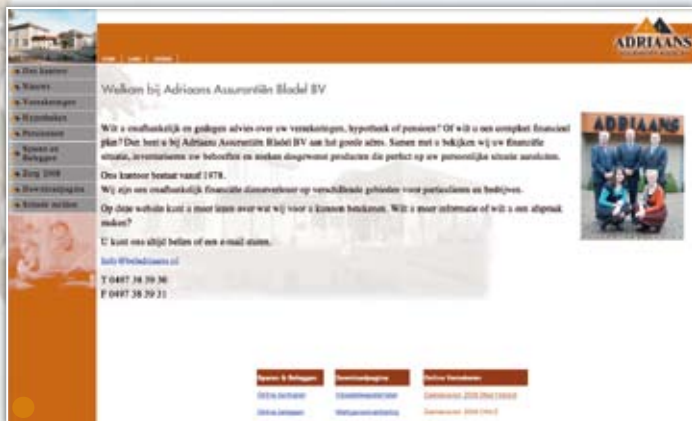 ADRIAANS
Ons kantoor
Nieuws
Verzekeringen
Hypotheken
Pensioenen
Sparen en
Beleggen
Zorg 2008
Downloadpagina
Schade melden
Welkom bij Adriaans Assurantiën Bladel BV
Wilt u onafhankelijk en gedegen advies over uw verzekeringen, hypotheek of pensioen? Of wilt u een compleet financieel
plan? Dan bent u bij Adriaans Assurantiën Bladel BV aan het goede adres. Samen met u bekijken wij uw financiële
situatie, inventariseren uw behoeften en zoeken desgewenst producten die perfect op uw persoonlijke situatie aansluiten.
Ons kantoor bestaat vanaf 1978.
Wij zijn een onafhankelijk financiële dienstverlener op verschillende gebieden voor particulieren en bedrijven.
Op deze website kunt u meer lezen over wat wij voor u kunnen betekenen. Wilt u meer informatie of wilt u een afspraak
maken?
U kunt ons altijd bellen of een e-mail sturen.
T 0497 38 39 30
F 0497 38 39 31
ADRIAANS
Sparen & Beleggen
Downloadpagina
Online
Online
Online